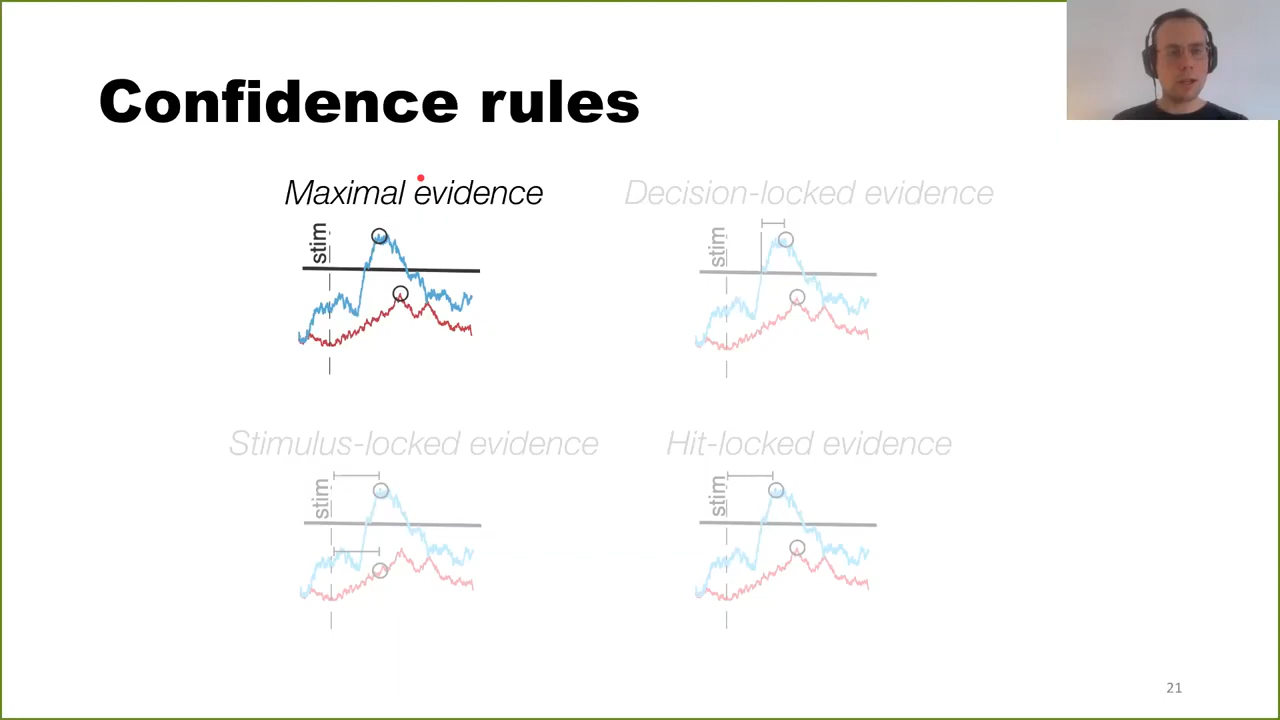 Confidence rules
Maximal evidence
Decision-locked evidence
stim
stim
Stimulus-locked evidence
Hit-locked evidence
stim
stim
21